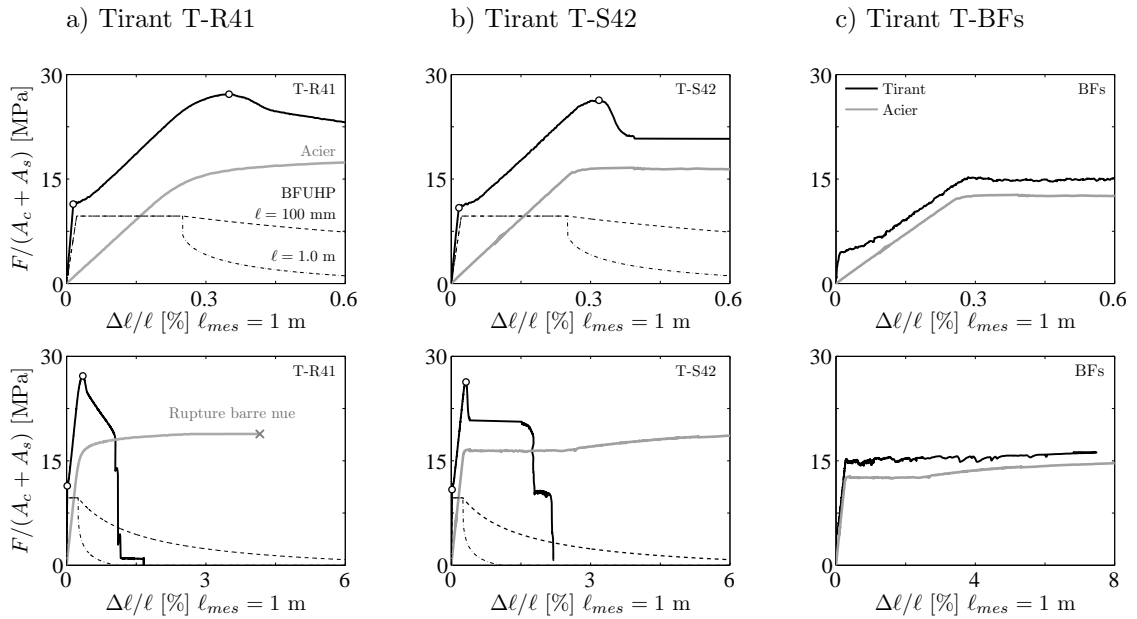 a) Tirant T-R41
b) Tirant T-S42
c) Tirant T-BFs
F/(A_c + A_s) [MPa]
30
15
0
T-R41
Acier
BFUHP
ℓ = 100 mm
ℓ = 1.0 m
0 0.3 0.6
Δℓ/ℓ [%] ℓ_mes = 1 m
30
15
0
T-S42
0 0.3 0.6
Δℓ/ℓ [%] ℓ_mes = 1 m
30
15
0
Tirant
Acier
BFs
0 0.3 0.6
Δℓ/ℓ [%] ℓ_mes = 1 m
F/(A_c + A_s) [MPa]
30
15
0
T-R41
Rupture barre nue
0 3 6
Δℓ/ℓ [%] ℓ_mes = 1 m
30
15
0
T-S42
0 3 6
Δℓ/ℓ [%] ℓ_mes = 1 m
30
15
0
BFs
0 4 8
Δℓ/ℓ [%] ℓ_mes = 1 m